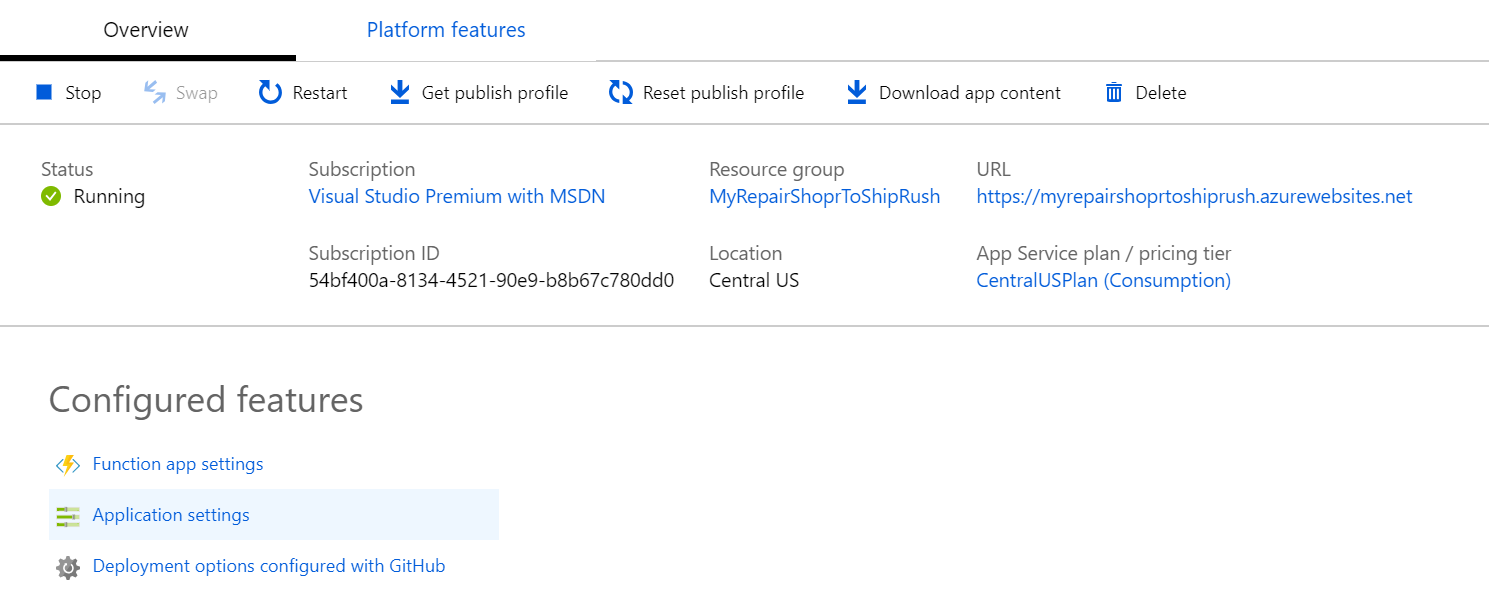 Overview
Platform features
Stop
Swap
Restart
Get publish profile
Reset publish profile
Download app content
Delete
Status
Running
Subscription
Visual Studio Premium with MSDN
Resource group
MyRepairShoprToShipRush
URL
https://myrepairshoprtoshiprush.azurewebsites.net
Subscription ID
54bf400a-8134-4521-90e9-b8b67c780dd0
Location
Central US
App Service plan / pricing tier
CentralUSPlan (Consumption)
Configured features
Function app settings
Application settings
Deployment options configured with GitHub